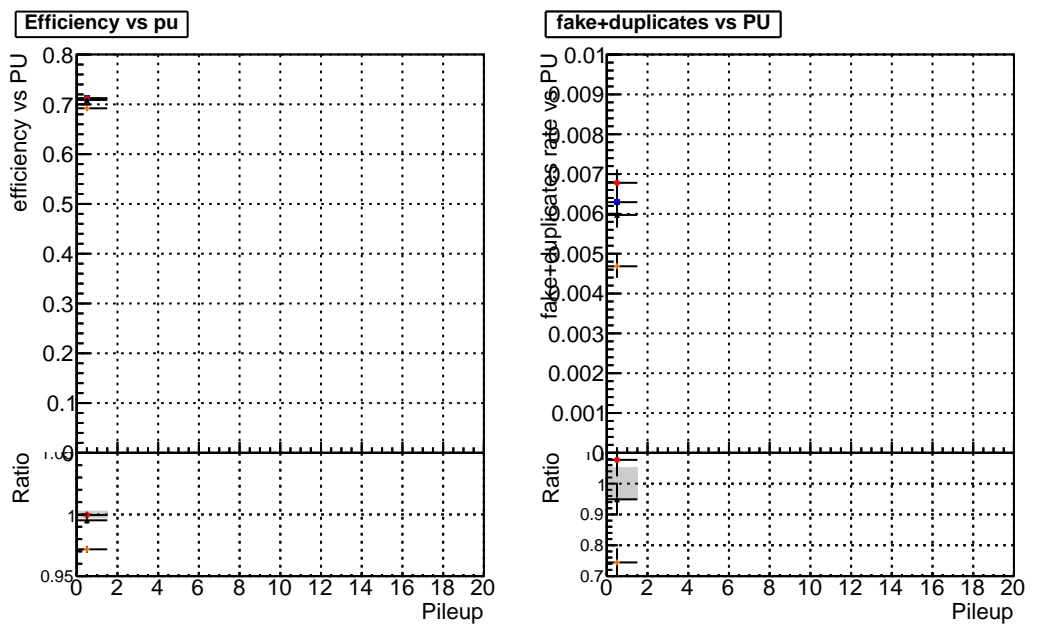 Efficiency vs pu
efficiency vs PU
0.8
0.7
0.6
0.5
0.4
0.3
0.2
0.1
0
Ratio
1
0.95
0 2 4 6 8 10 12 14 16 18 20
Pileup
fake+duplicates vs PU
fake+duplicates rate vs PU
0.01
0.009
0.008
0.007
0.006
0.005
0.004
0.003
0.002
0.001
0
Ratio
1
0.9
0.8
0.7
0 2 4 6 8 10 12 14 16 18 20
Pileup